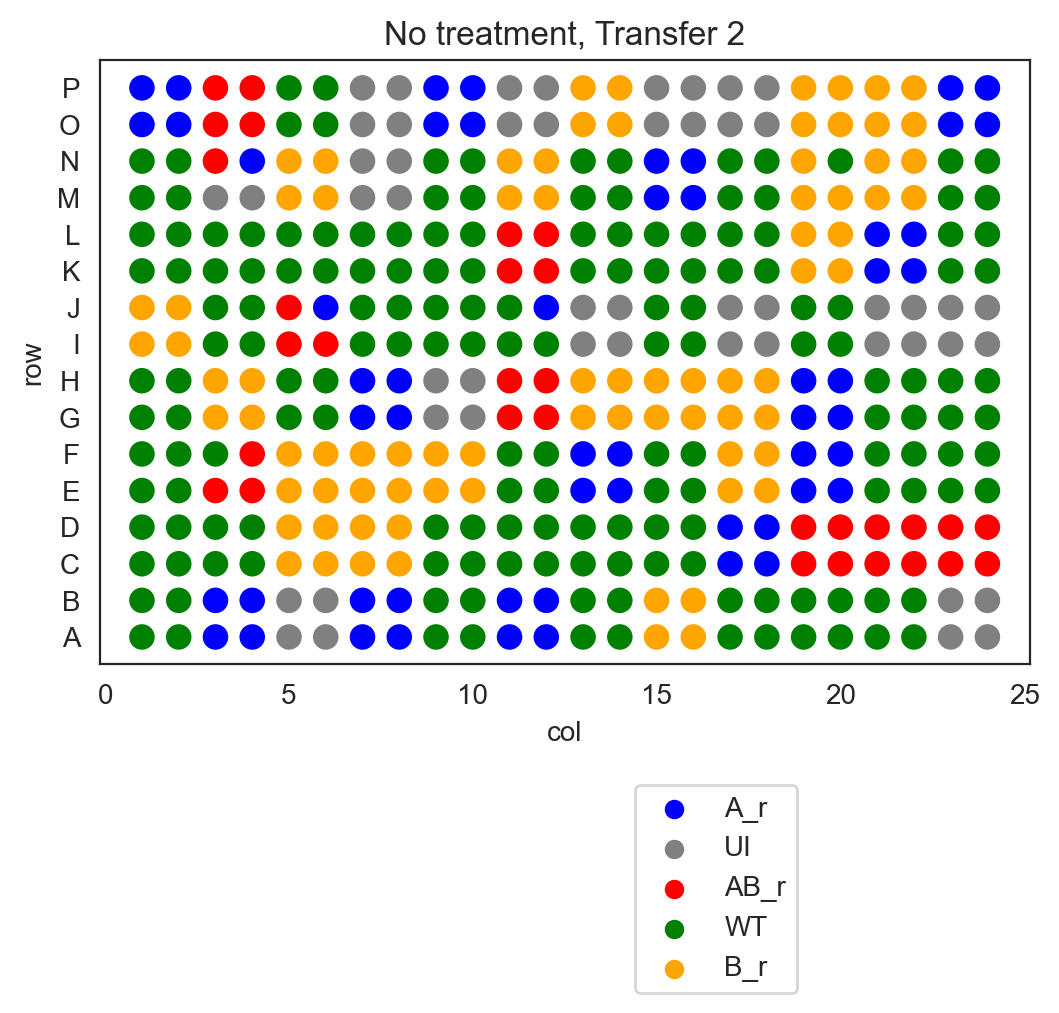 No treatment, Transfer 2
P
O
N
M
L
K
J
I
H
G
F
E
D
C
B
A
row
0 5 10 15 20 25
col
A_r
UI
AB_r
WT
B_r